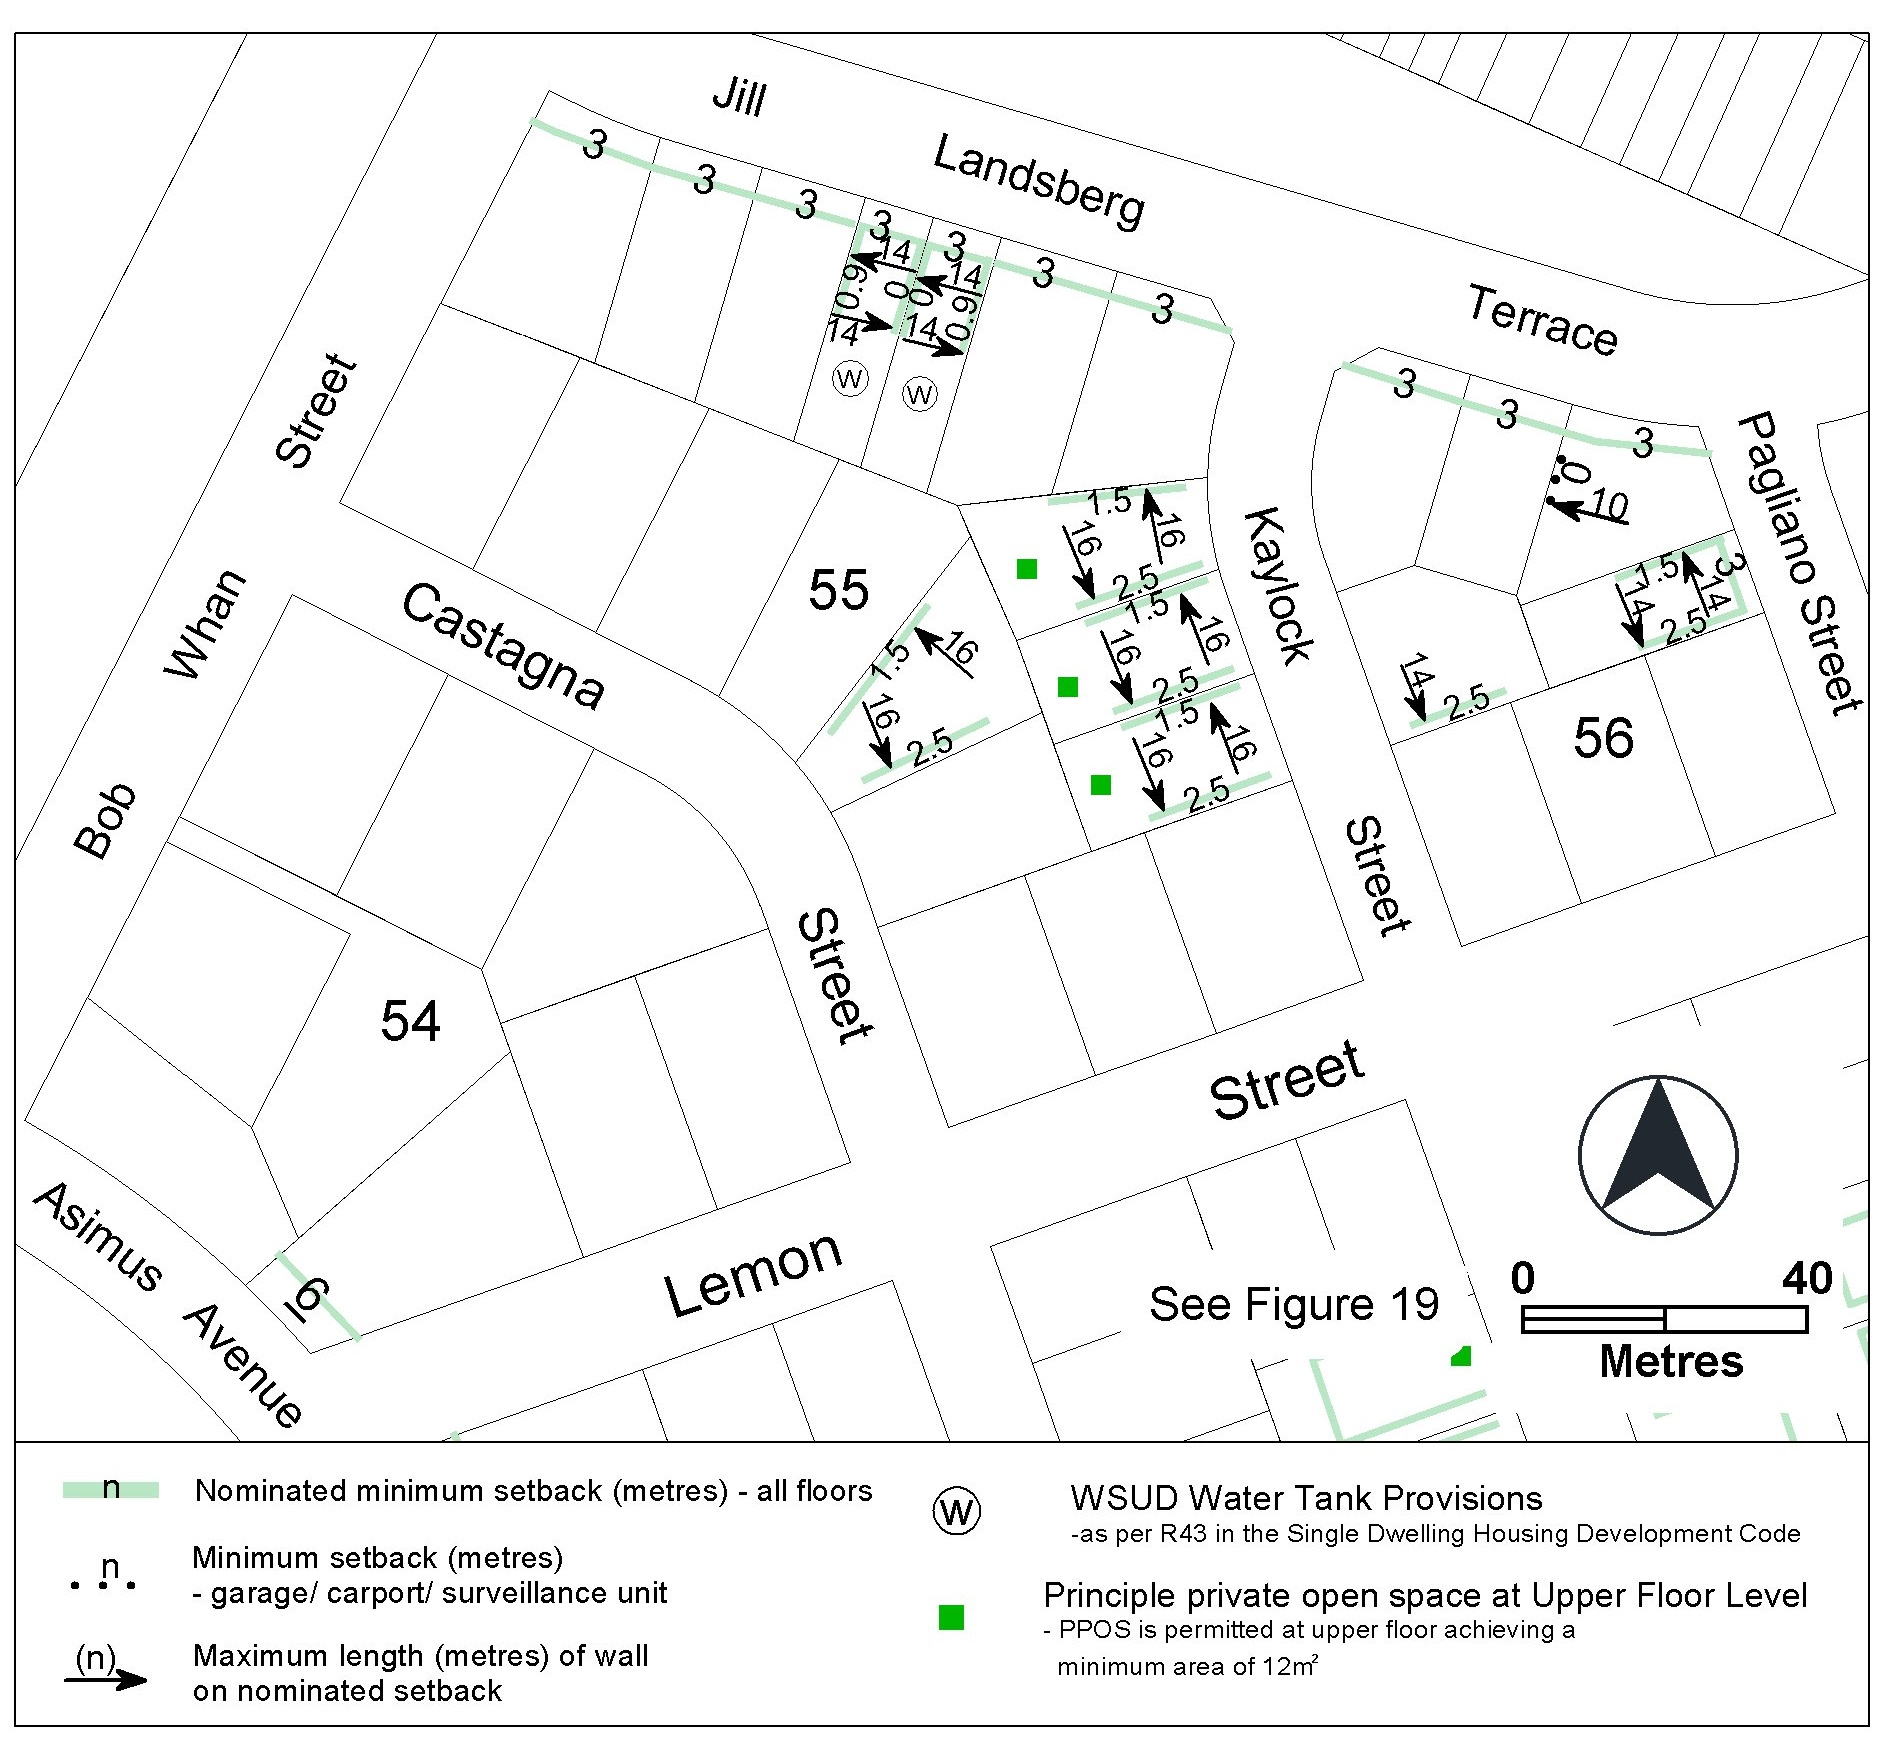 Jill
Landsberg
Terrace
3
3
3
3
3
3
3
14
14
0.9
0
0
0.9
14
14
W
W
3
3
3
0
10
Pagliano Street
Street
Whan
Bob
Castagna
Street
55
1.5
16
16
2.5
1.5
16
16
2.5
1.5
16
16
2.5
1.5
16
16
2.5
Kaylock
Street
1.5
3
14
14
2.5
14
2.5
56
54
Asimus
Avenue
6
Lemon
Street
See Figure 19
0 40
Metres
n
Nominated minimum setback (metres) - all floors
n
Minimum setback (metres)
- garage/ carport/ surveillance unit
(n)
Maximum length (metres) of wall
on nominated setback
W
WSUD Water Tank Provisions
-as per R43 in the Single Dwelling Housing Development Code
Principle private open space at Upper Floor Level
- PPOS is permitted at upper floor achieving a
minimum area of 12m²